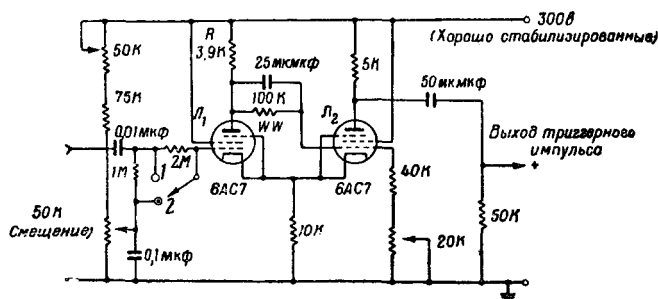 300в
(Хорошо стабилизированные)
50К
R
3,9К
25мкмкф
5К
50мкмкф
100К
WW
75К
Л1
Л2
0,01мкф
2М
1М
1
2
6АС7
6АС7
40К
Выход триггерного
импульса
+
50К
50К
Смещение)
10К
20К
0,1мкф